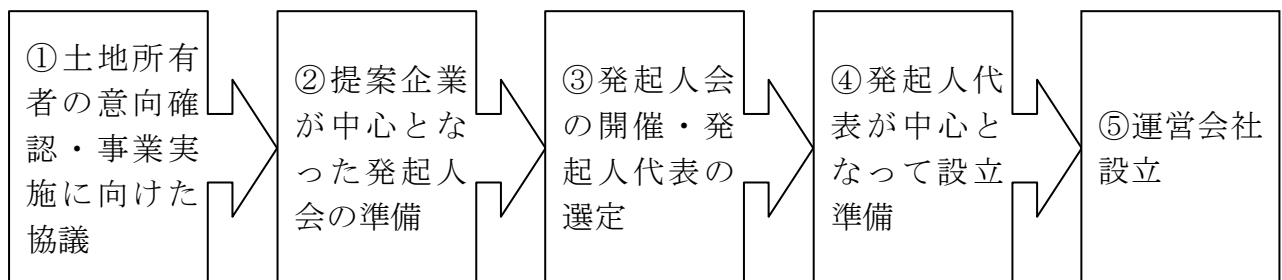 ①土地所有
者の意向確
認・事業実
施に向けた
協議
②提案企業
が中心とな
った発起人
会の準備
③発起人会
の開催・発
起人代表の
選定
④発起人代
表が中心と
なって設立
準備
⑤運営会社
設立